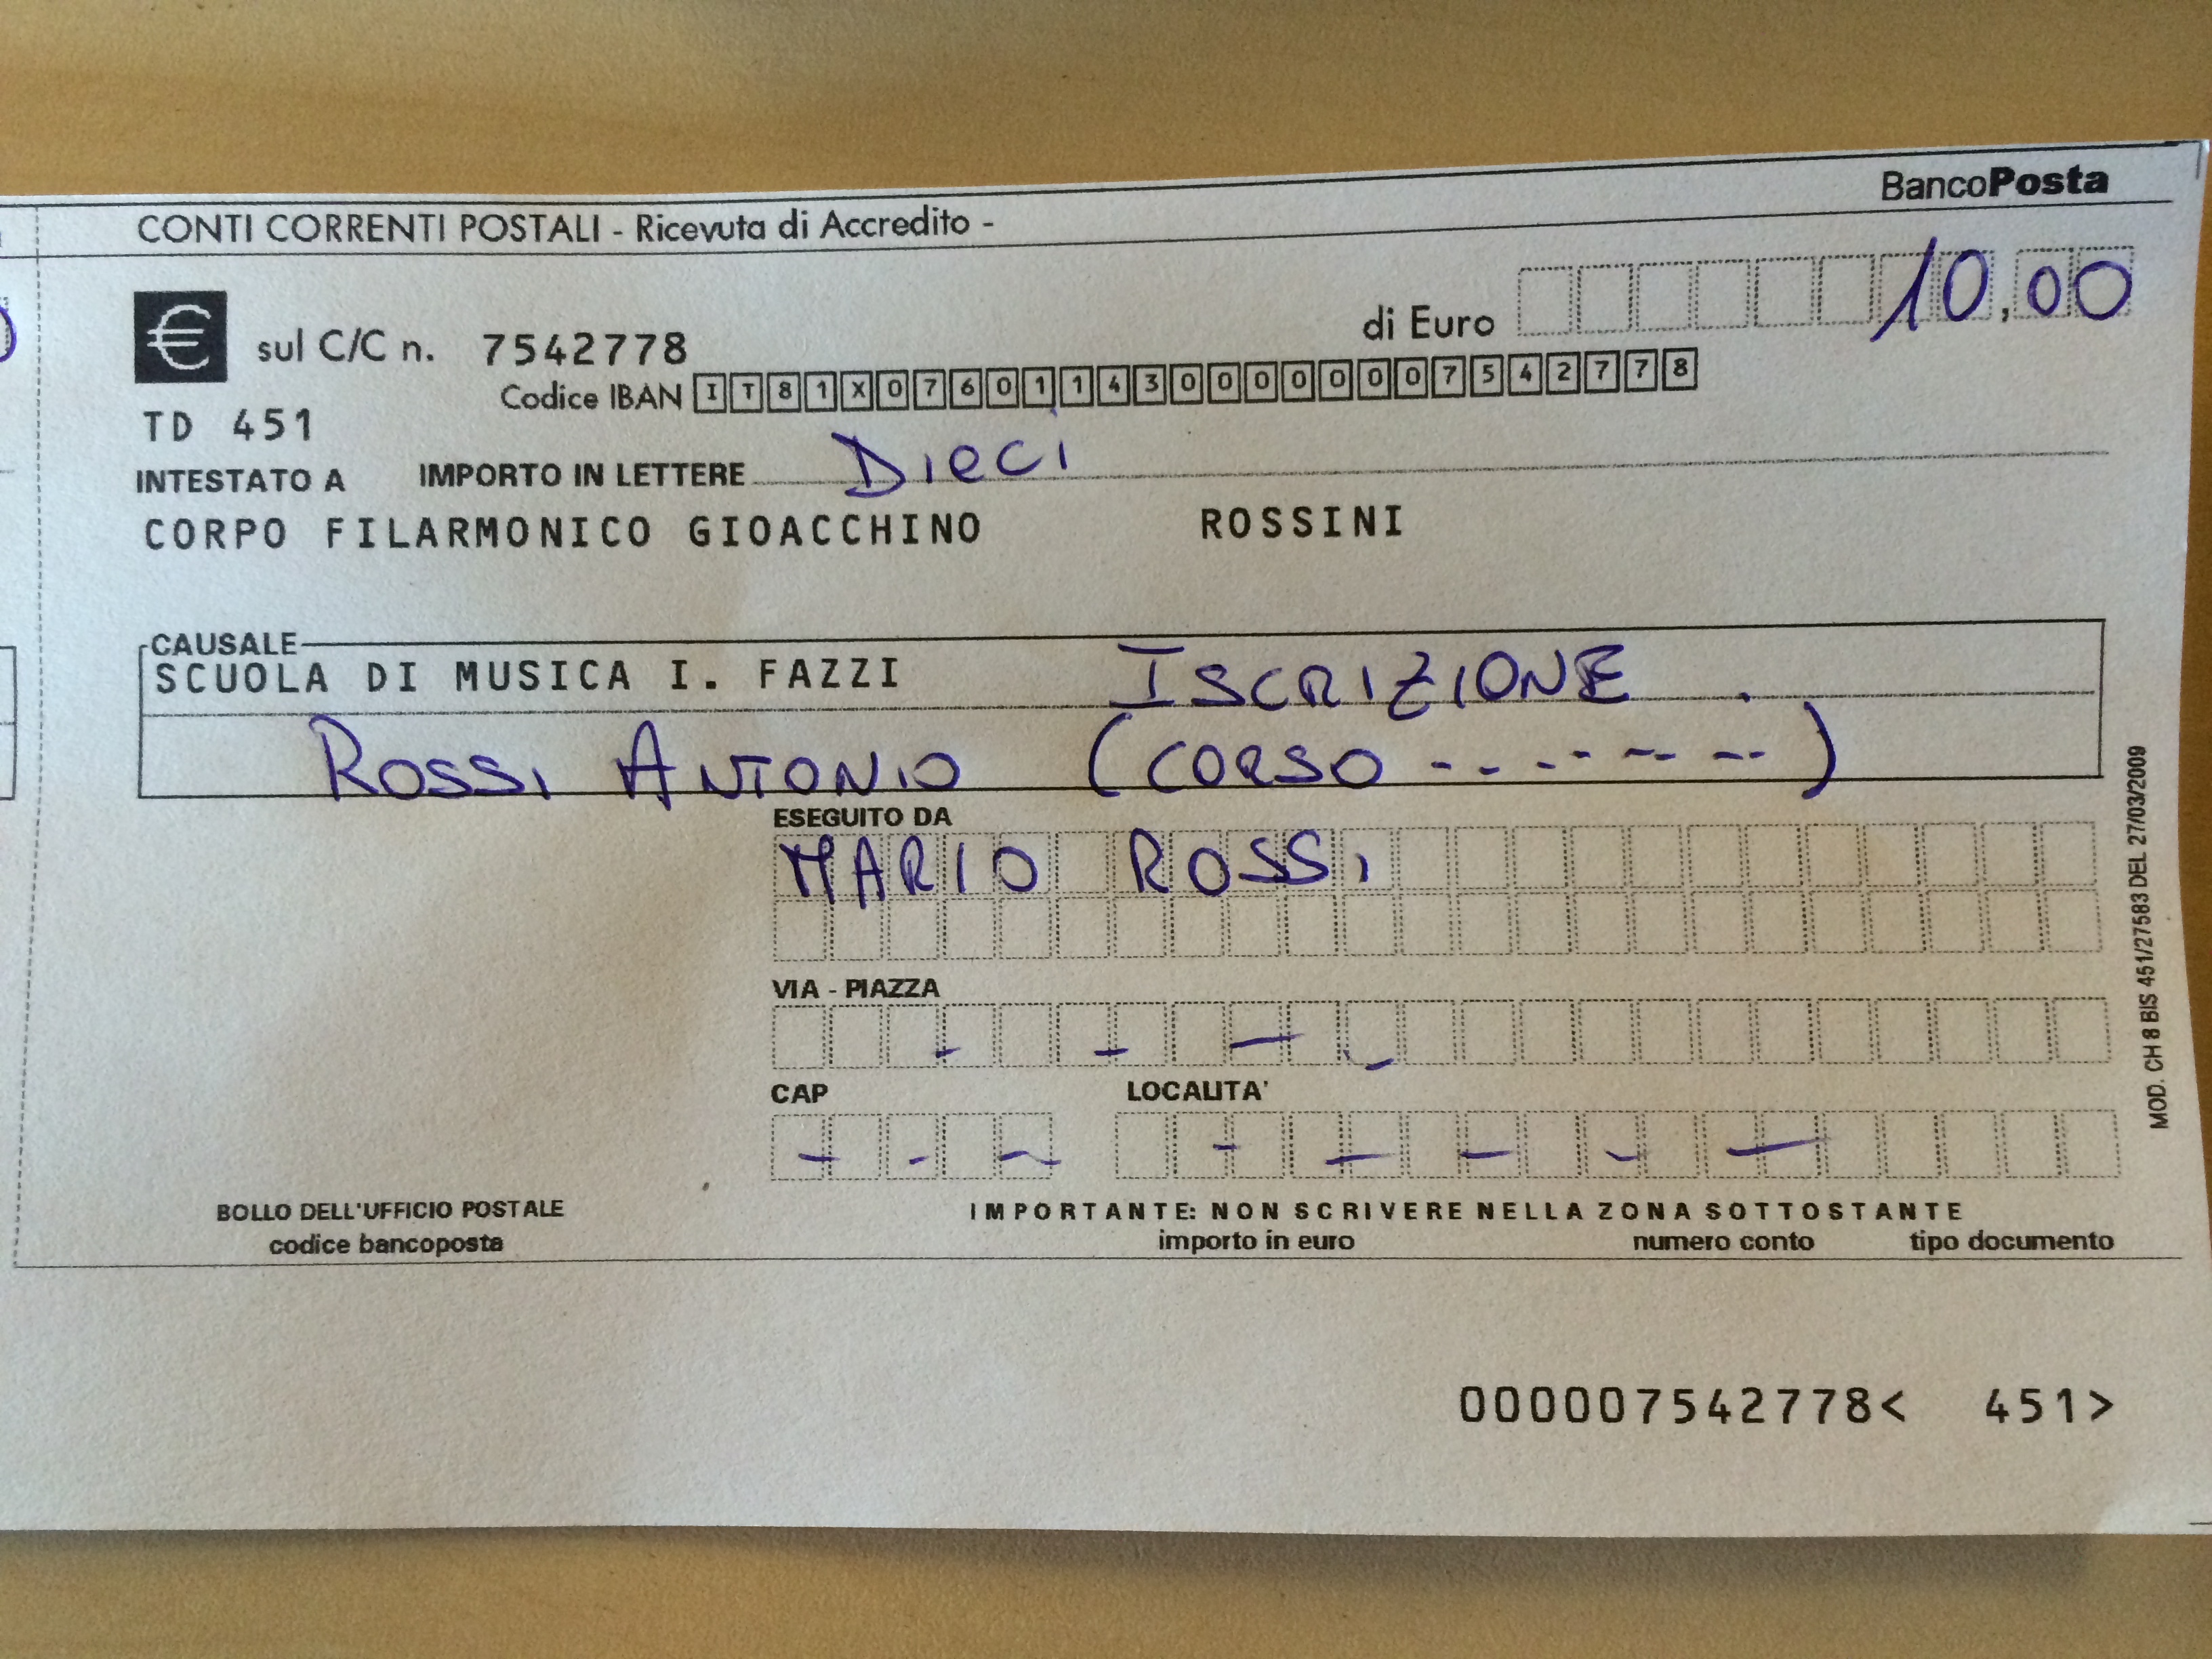 BancoPosta
CONTI CORRENTI POSTALI - Ricevuta di Accredito -
€ sul C/C n. 7542778 di Euro 10,00
Codice IBAN IT81X0760114300000007542778
TD 451
INTESTATO A IMPORTO IN LETTERE Dieci
CORPO FILARMONICO GIOACCHINO ROSSINI
CAUSALE
SCUOLA DI MUSICA I. FAZZI ISCRIZIONE
ROSSI ANTONIO (CORSO - - - - - - -)
ESEGUITO DA
MARIO ROSSI
VIA - PIAZZA
CAP LOCALITA'
BOLLO DELL'UFFICIO POSTALE IMPORTANTE: NON SCRIVERE NELLA ZONA SOTTOSTANTE
codice bancoposta importo in euro numero conto tipo documento
000007542778< 451>
MOD. CH 8 BIS 451/27583 DEL 27/03/2009